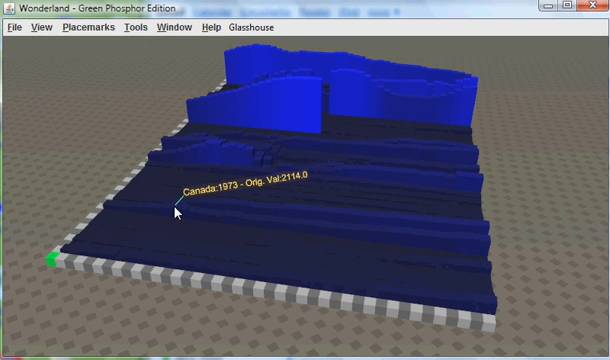 Wonderland - Green Phosphor Edition
File View Placemarks Tools Window Help Glasshouse
Canada:1973 - Orig. Val:2114.0